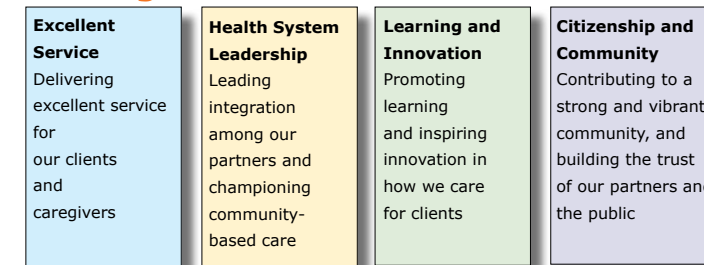 Excellent
Service
Delivering
excellent service
for
our clients
and
caregivers
Health System
Leadership
Leading
integration
among our
partners and
championing
community-
based care
Learning and
Innovation
Promoting
learning
and inspiring
innovation in
how we care
for clients
Citizenship and
Community
Contributing to a
strong and vibrant
community, and
building the trust
of our partners and
the public